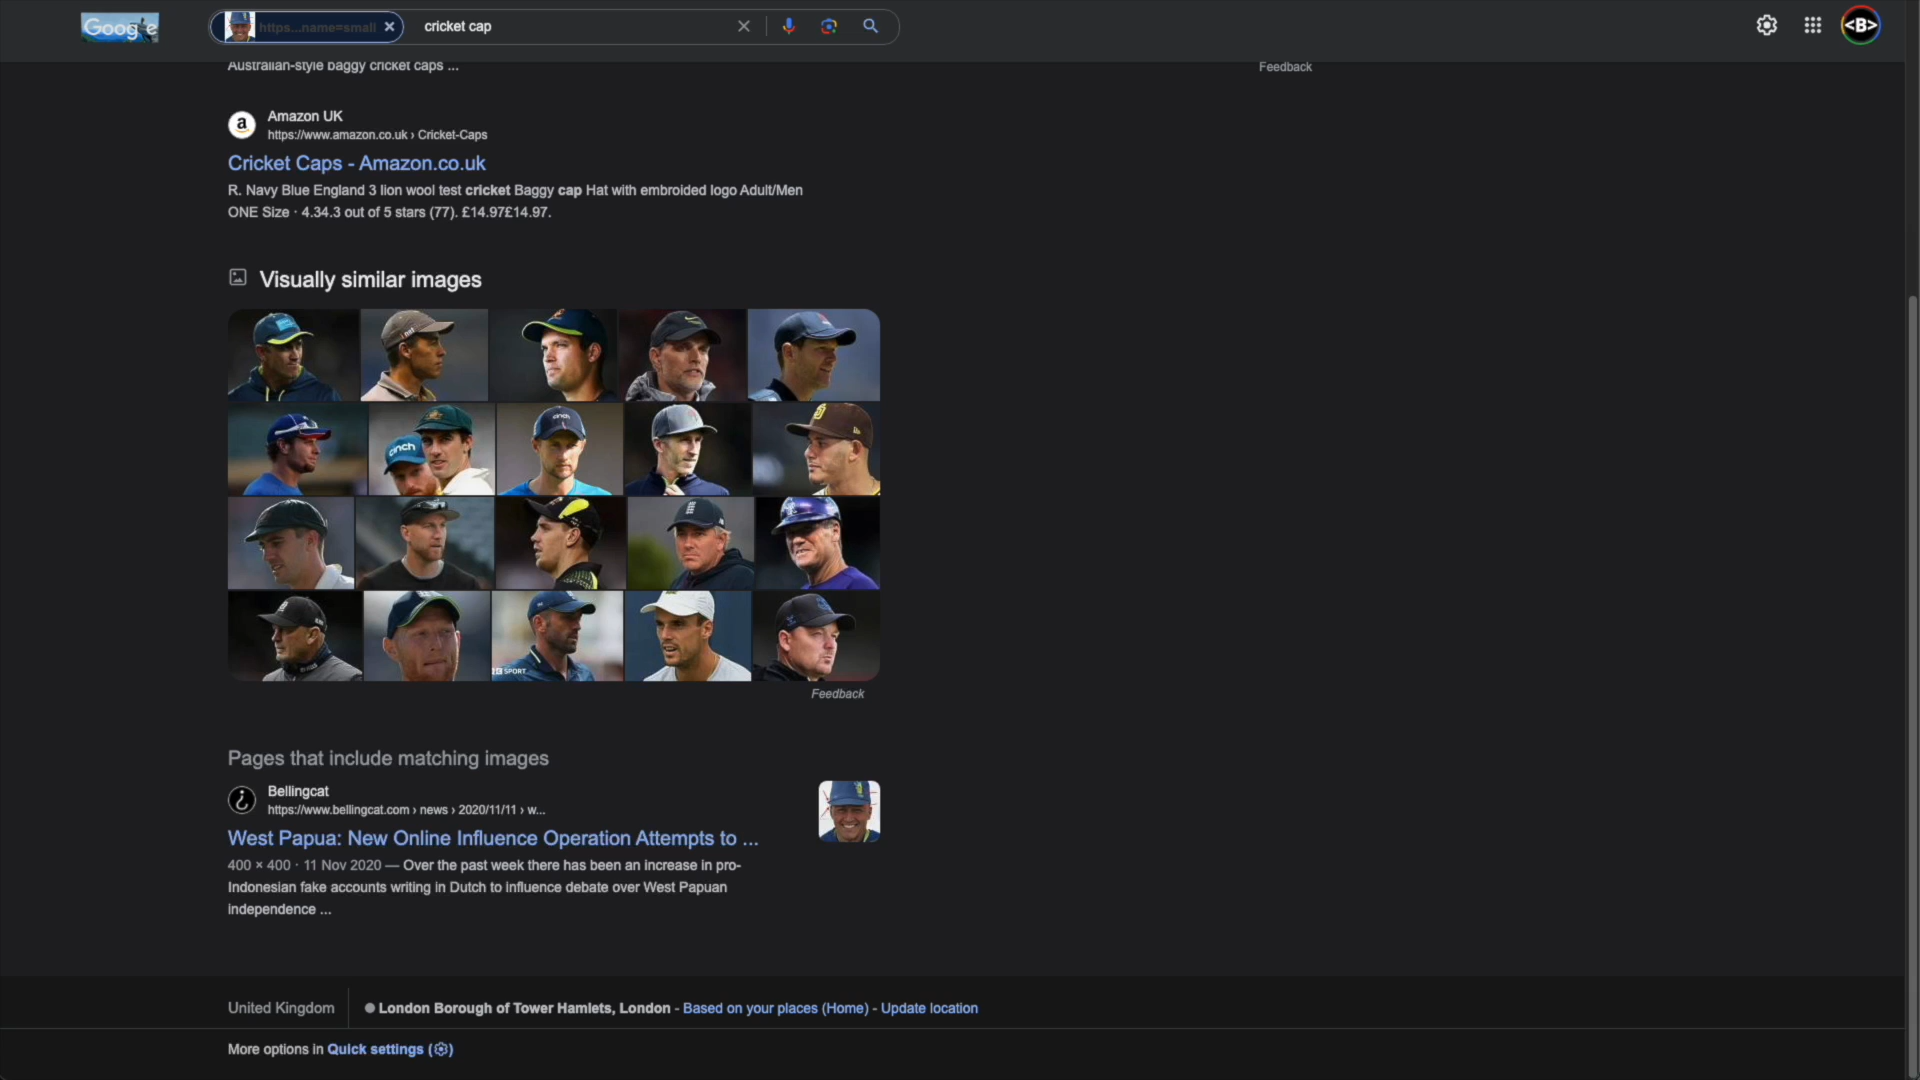 Google
https...name=small
cricket cap
<B>
Australian-style baggy cricket caps ...
Feedback
a
Amazon UK
https://www.amazon.co.uk › Cricket-Caps
Cricket Caps - Amazon.co.uk
R. Navy Blue England 3 lion wool test cricket Baggy cap Hat with embroided logo Adult/Men
ONE Size · 4.34.3 out of 5 stars (77). £14.97£14.97.
Visually similar images
cinch
cinch
SPORT
Feedback
Pages that include matching images
Bellingcat
https://www.bellingcat.com › news › 2020/11/11 › w...
West Papua: New Online Influence Operation Attempts to ...
400 × 400 · 11 Nov 2020 — Over the past week there has been an increase in pro-
Indonesian fake accounts writing in Dutch to influence debate over West Papuan
independence ...
United Kingdom
London Borough of Tower Hamlets, London - Based on your places (Home) - Update location
More options in Quick settings ( )